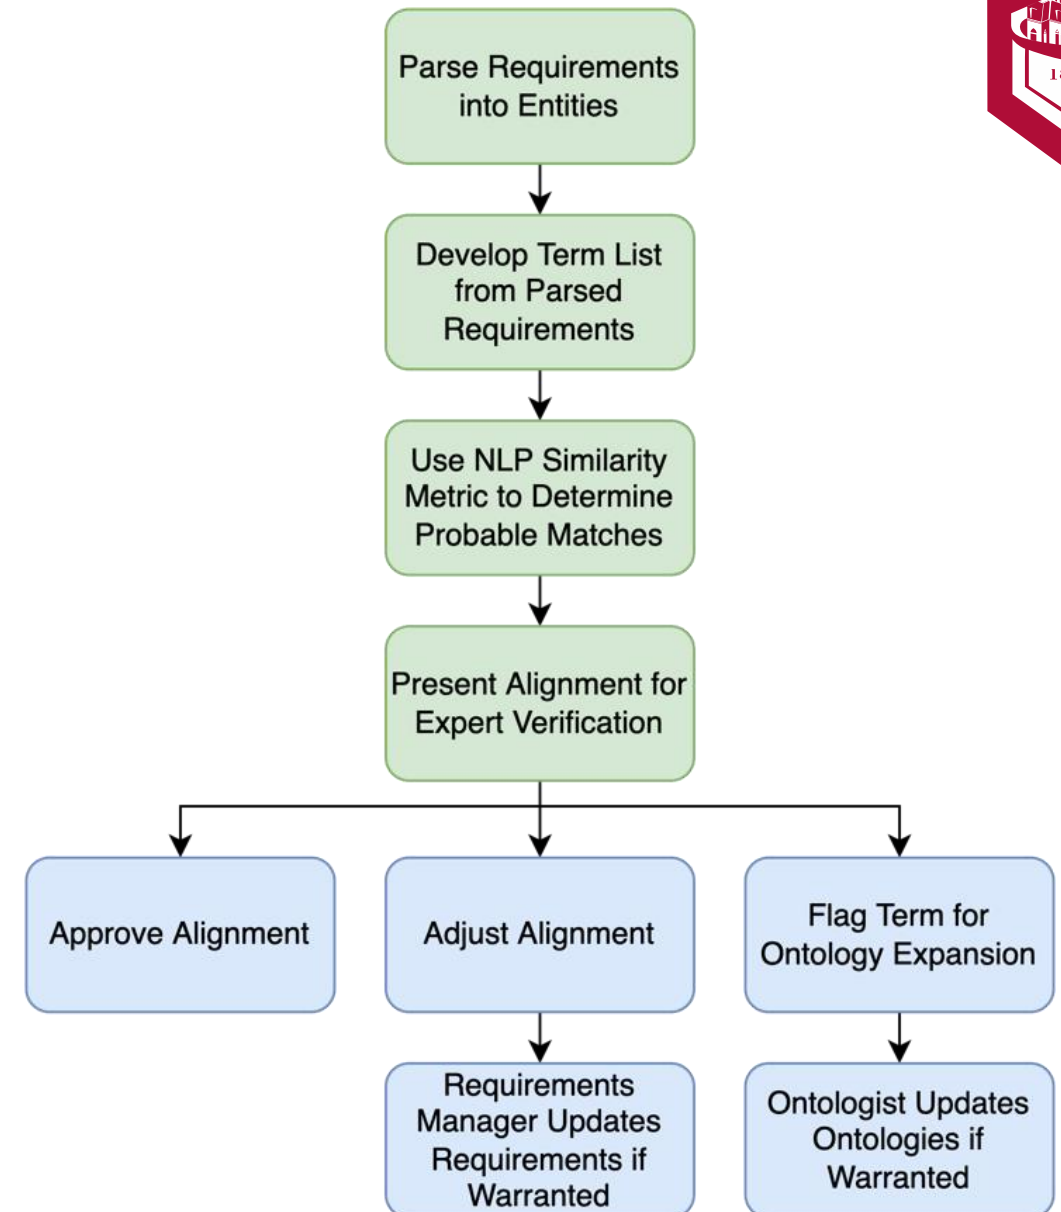 Parse Requirements
into Entities
Develop Term List
from Parsed
Requirements
Use NLP Similarity
Metric to Determine
Probable Matches
Present Alignment for
Expert Verification
Approve Alignment
Adjust Alignment
Flag Term for
Ontology Expansion
Requirements
Manager Updates
Requirements if
Warranted
Ontologist Updates
Ontologies if
Warranted